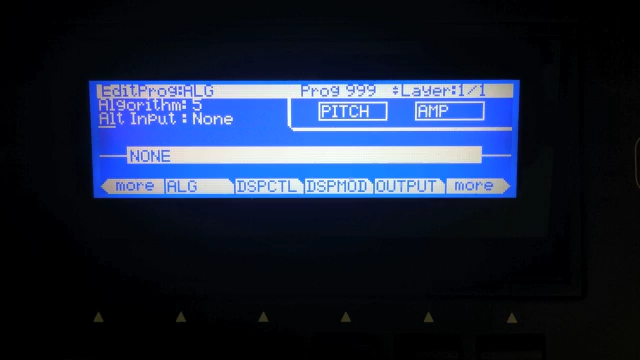 EditProg:ALG Prog 999 ÷Layer:1/1
Algorithm: 5 PITCH AMP
Alt Input : None
NONE
more ALG DSPCTL DSPMOD OUTPUT more